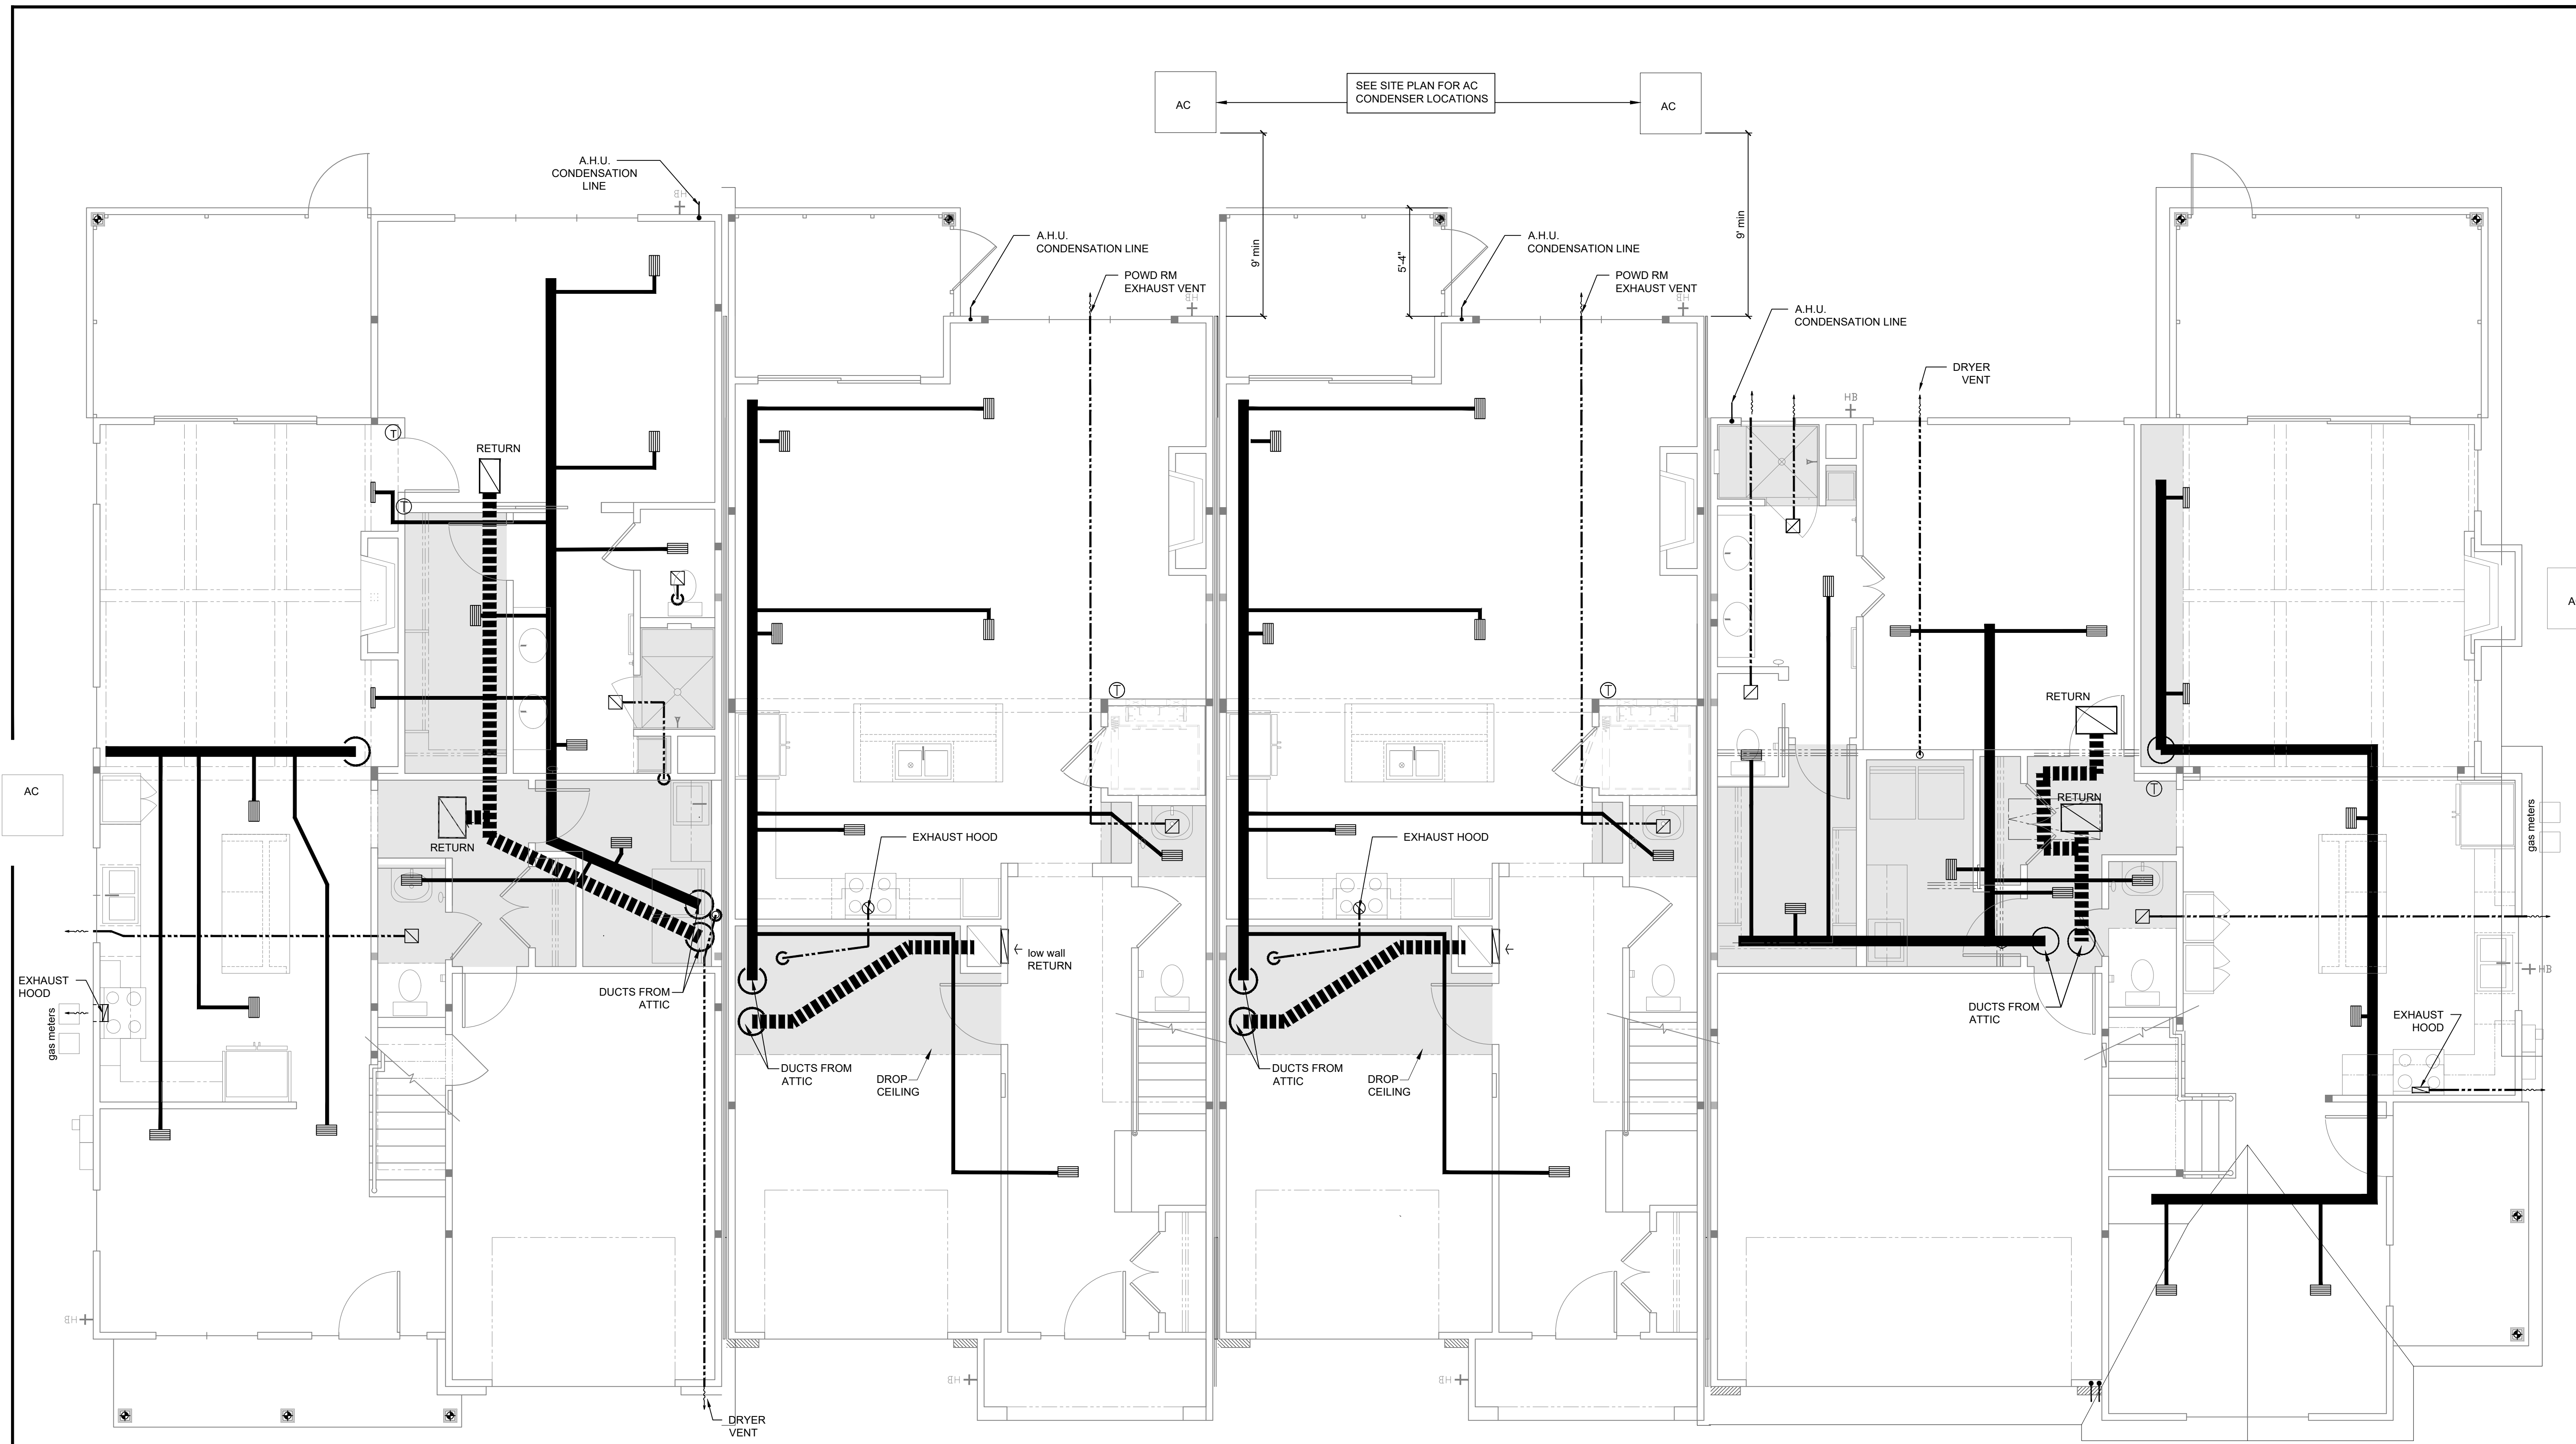 SEE SITE PLAN FOR AC
CONDENSER LOCATIONS
AC
AC
A.H.U.
CONDENSATION
LINE
HB
A.H.U.
CONDENSATION LINE
POWD RM
EXHAUST VENT
HB
9' min
5'-4"
A.H.U.
CONDENSATION LINE
POWD RM
EXHAUST VENT
HB
9' min
A.H.U.
CONDENSATION LINE
DRYER
VENT
HB
T
RETURN
T
T
T
RETURN
AC
RETURN
RETURN
T
gas meters
EXHAUST HOOD
EXHAUST HOOD
low wall
RETURN
EXHAUST
HOOD
gas meters
DUCTS FROM
ATTIC
DUCTS FROM
ATTIC
DROP
CEILING
DUCTS FROM
ATTIC
DROP
CEILING
DUCTS FROM
ATTIC
HB
EXHAUST
HOOD
HB
HB
HB
DRYER
VENT